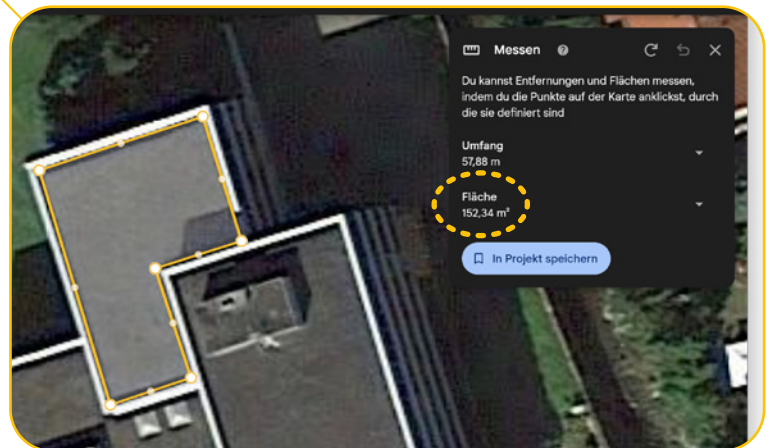 Messen
Du kannst Entfernungen und Flächen messen,
indem du die Punkte auf der Karte anklickst, durch
die sie definiert sind
Umfang
57,88 m
Fläche
152,34 m²
In Projekt speichern